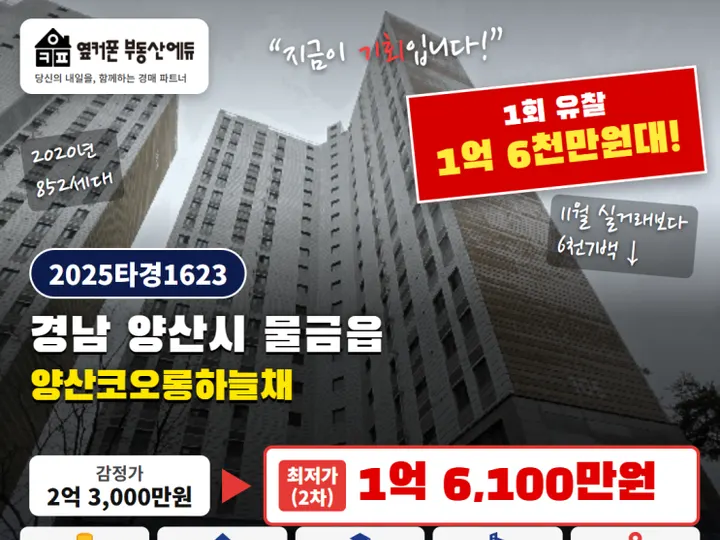 옆커폰 부동산에듀
당신의 내일을, 함께하는 경매 파트너
“지금이 기회입니다!”
1회 유찰
1억 6천만원대!
2020년
852세대
11월 실거래보다
6천7백↓
2025타경1623
경남 양산시 물금읍
양산코오롱하늘채
감정가
2억 3,000만원
최저가
(2차)
1억 6,100만원